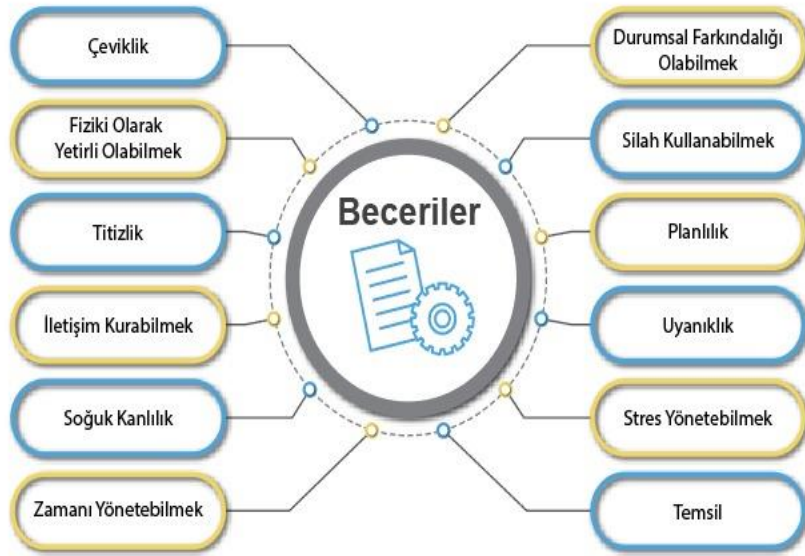 Çeviklik
Fiziki Olarak
Yetirli Olabilmek
Titizlik
İletişim Kurabilmek
Soğuk Kanlılık
Zamanı Yönetebilmek
Beceriler
Durumsal Farkındalığı
Olabilmek
Silah Kullanabilmek
Planlılık
Uyanıklık
Stres Yönetebilmek
Temsil